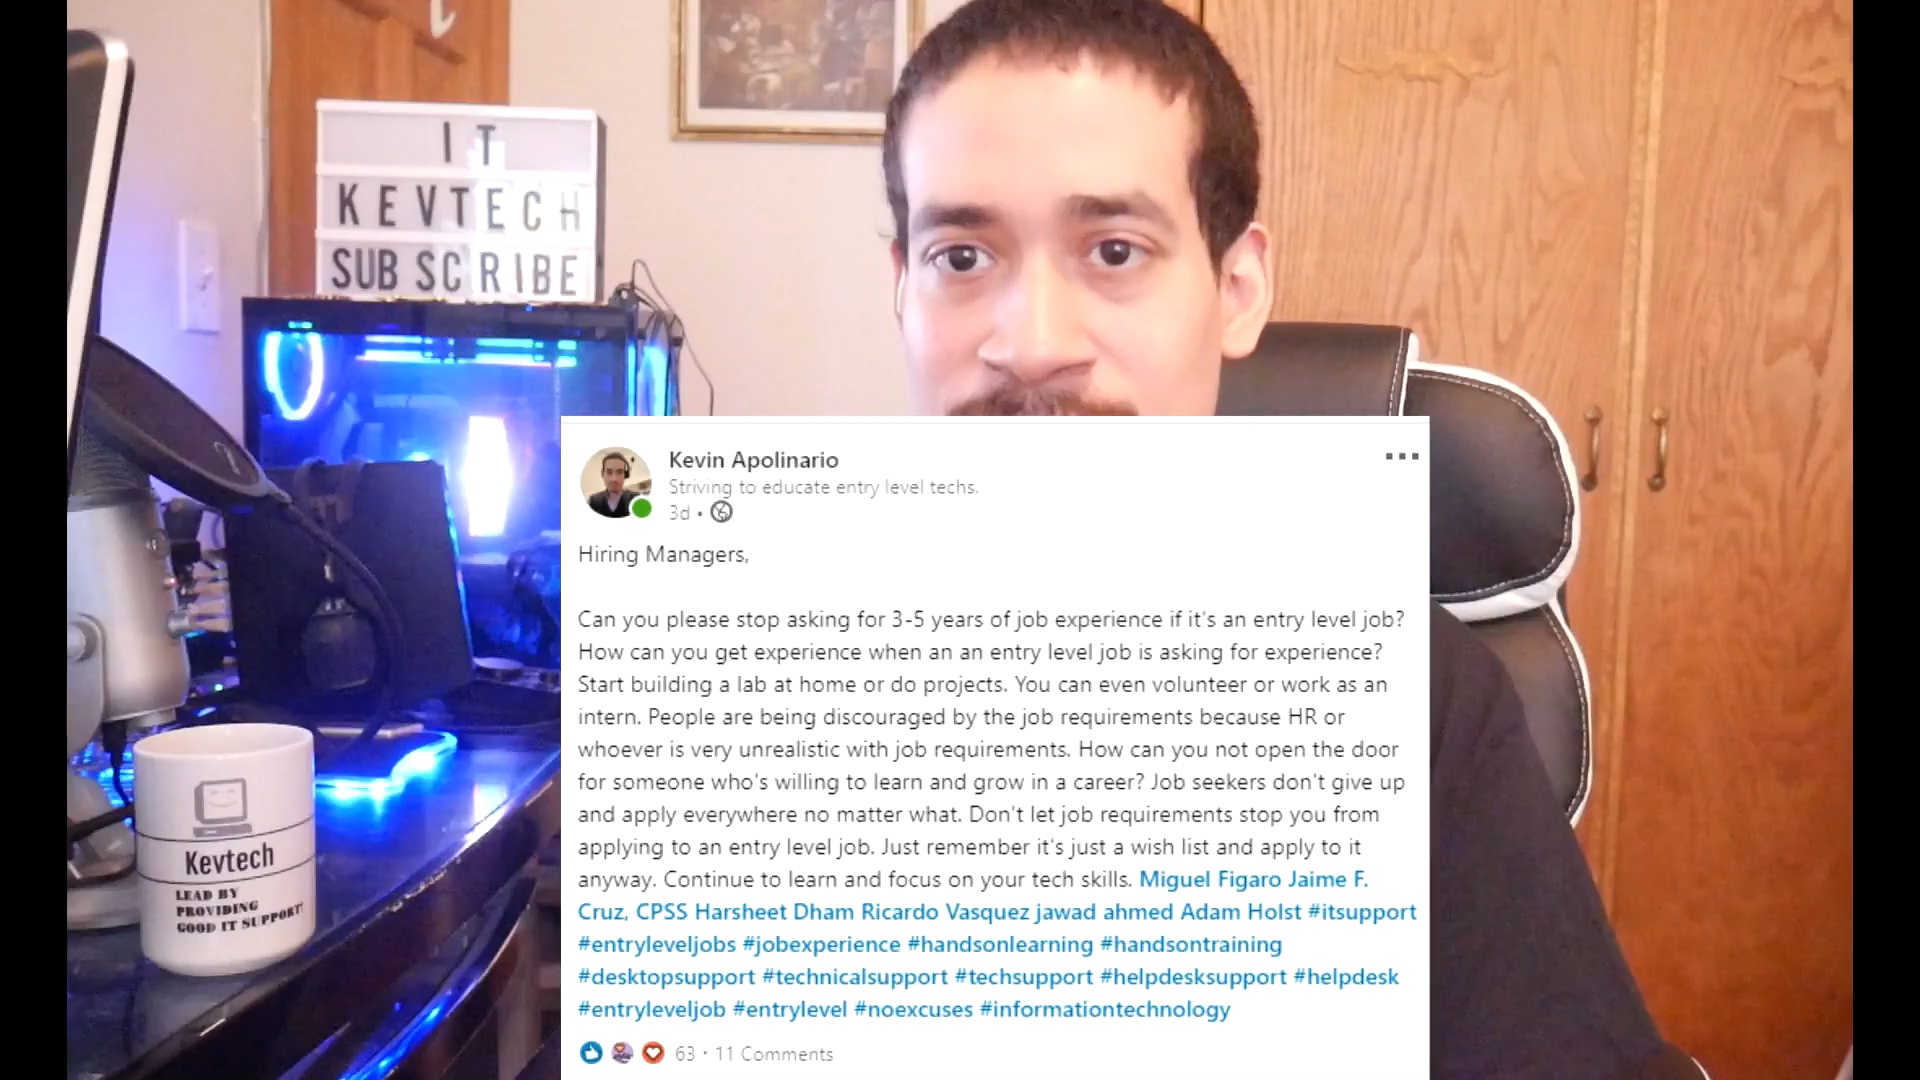 IT
KEVTECH
SUBSCRIBE
Kevtech
LEAD BY
PROVIDING
GOOD IT SUPPORT!
Kevin Apolinario
Striving to educate entry level techs.
3d •
Hiring Managers,
Can you please stop asking for 3-5 years of job experience if it's an entry level job?
How can you get experience when an an entry level job is asking for experience?
Start building a lab at home or do projects. You can even volunteer or work as an
intern. People are being discouraged by the job requirements because HR or
whoever is very unrealistic with job requirements. How can you not open the door
for someone who's willing to learn and grow in a career? Job seekers don't give up
and apply everywhere no matter what. Don't let job requirements stop you from
applying to an entry level job. Just remember it's just a wish list and apply to it
anyway. Continue to learn and focus on your tech skills. Miguel Figaro Jaime F.
Cruz, CPSS Harsheet Dham Ricardo Vasquez jawad ahmed Adam Holst #itsupport
#entryleveljobs #jobexperience #handsonlearning #handsontraining
#desktopsupport #technicalsupport #techsupport #helpdesksupport #helpdesk
#entryleveljob #entrylevel #noexcuses #informationtechnology
63 · 11 Comments